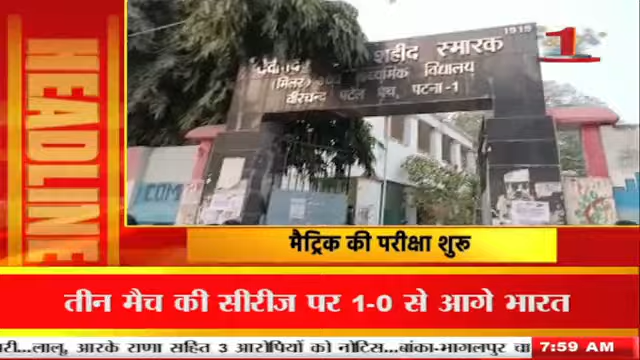 HEADLINE
1919
1
शहीद स्मारक
(मिलर) उच्च माध्यमिक विद्यालय
वीरचन्द पटेल पथ, पटना-1
COM
मैट्रिक की परीक्षा शुरू
तीन मैच की सीरीज पर 1-0 से आगे भारत
री...लालू, आरके राणा सहित 3 आरोपियों को नोटिस...बांका-भागलपुर चा
7:59 AM